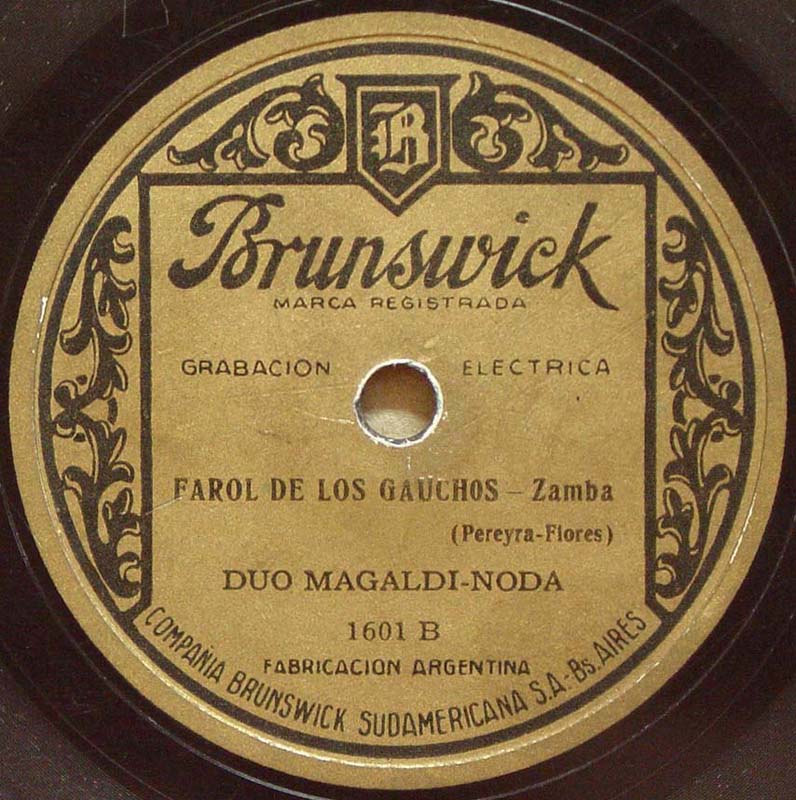 B
Brunswick
MARCA REGISTRADA
GRABACION ELECTRICA
FAROL DE LOS GAUCHOS – Zamba
(Pereyra-Flores)
DUO MAGALDI-NODA
1601 B
FABRICACION ARGENTINA
COMPAÑIA BRUNSWICK SUDAMERICANA S.A-Bs. AIRES